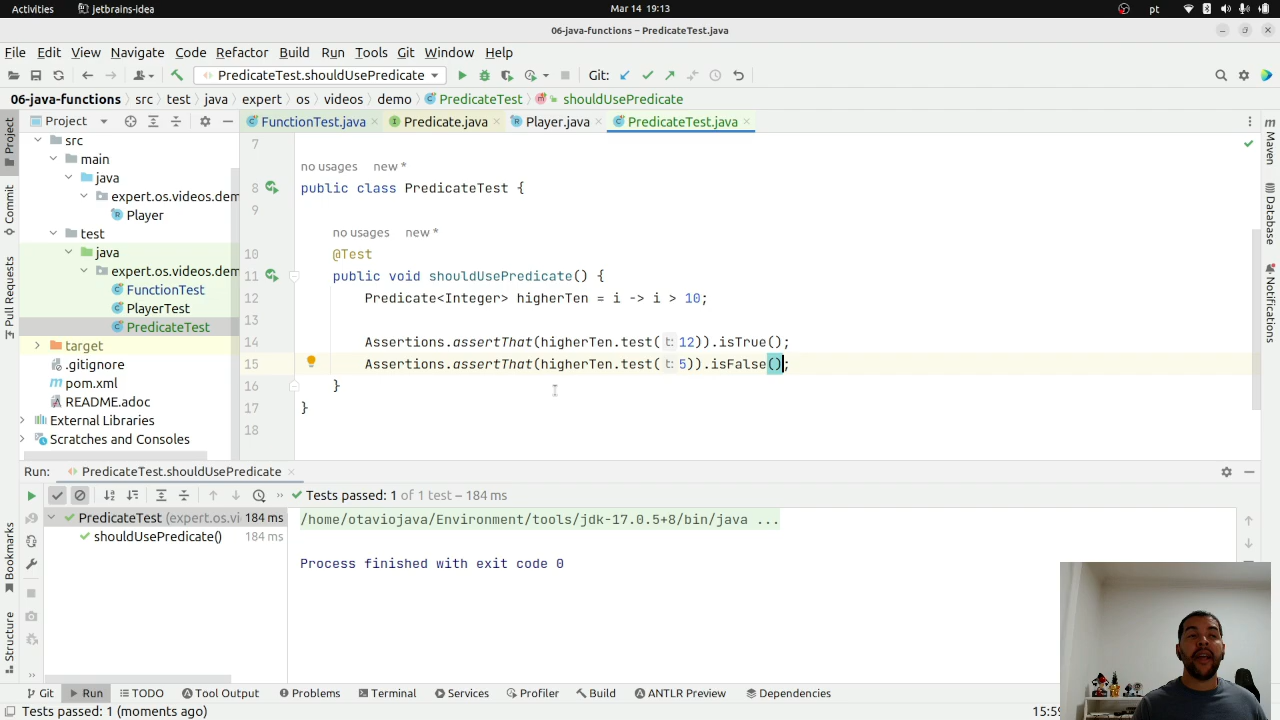 Activities jetbrains-idea Mar 14 19:13 pt
06-java-functions – PredicateTest.java
File Edit View Navigate Code Refactor Build Run Tools Git Window Help
PredicateTest.shouldUsePredicate Git:
06-java-functions src test java expert os videos demo PredicateTest shouldUsePredicate
Project FunctionTest.java Predicate.java Player.java PredicateTest.java
src
main
java
expert.os.videos.dem
Player
test
java
expert.os.videos.dem
FunctionTest
PlayerTest
PredicateTest
target
.gitignore
pom.xml
README.adoc
External Libraries
Scratches and Consoles
7
no usages new *
8 public class PredicateTest {
9
no usages new *
10 @Test
11 public void shouldUsePredicate() {
12 Predicate<Integer> higherTen = i -> i > 10;
13
14 Assertions.assertThat(higherTen.test( t: 12)).isTrue();
15 Assertions.assertThat(higherTen.test( t: 5)).isFalse();
16 }
17 }
18
Project
Commit
Pull Requests
Bookmarks
Structure
Maven
Database
Notifications
Run: PredicateTest.shouldUsePredicate
Tests passed: 1 of 1 test – 184 ms
PredicateTest (expert.os.vi 184 ms
shouldUsePredicate() 184 ms
/home/otaviojava/Environment/tools/jdk-17.0.5+8/bin/java ...
Process finished with exit code 0
Git Run TODO Tool Output Problems Terminal Services Profiler Build ANTLR Preview Dependencies
Tests passed: 1 (moments ago) 15:59